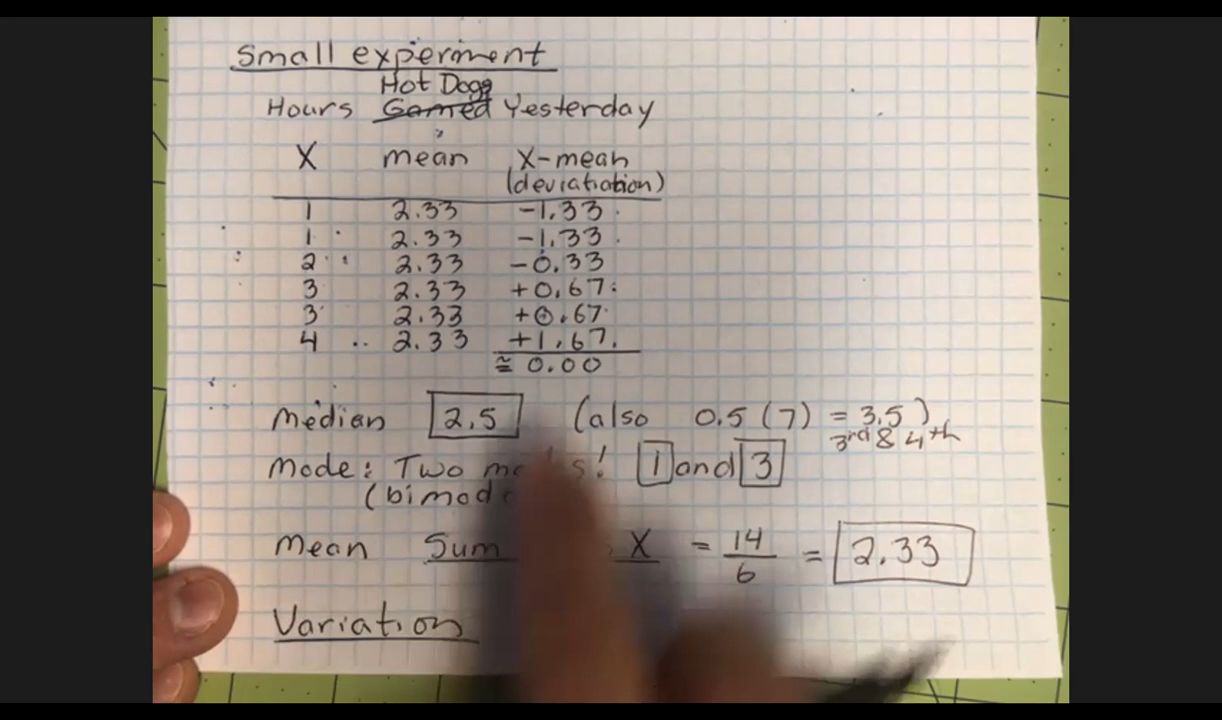 Small experiment
Hot Dogs
Hours Gamed Yesterday
X mean X-mean
(deviatiation)
1 2.33 -1.33
1 2.33 -1.33
2 2.33 -0.33
3 2.33 +0.67
3 2.33 +0.67
4 2.33 +1.67
≅ 0.00
Median 2.5 (also 0.5 (7) = 3.5)
3rd & 4th
Mode: Two ! 1 and 3
(
Mean Sum X = 14/6 = 2.33
Variation